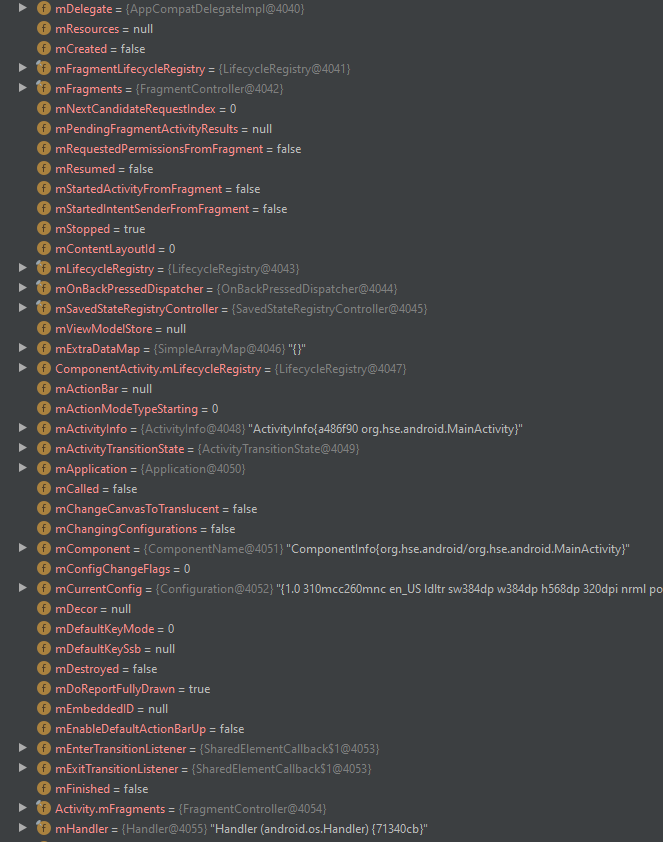 mDelegate = {AppCompatDelegateImpl@4040}
mResources = null
mCreated = false
mFragmentLifecycleRegistry = {LifecycleRegistry@4041}
mFragments = {FragmentController@4042}
mNextCandidateRequestIndex = 0
mPendingFragmentActivityResults = null
mRequestedPermissionsFromFragment = false
mResumed = false
mStartedActivityFromFragment = false
mStartedIntentSenderFromFragment = false
mStopped = true
mContentLayoutId = 0
mLifecycleRegistry = {LifecycleRegistry@4043}
mOnBackPressedDispatcher = {OnBackPressedDispatcher@4044}
mSavedStateRegistryController = {SavedStateRegistryController@4045}
mViewModelStore = null
mExtraDataMap = {SimpleArrayMap@4046} "{}"
ComponentActivity.mLifecycleRegistry = {LifecycleRegistry@4047}
mActionBar = null
mActionModeTypeStarting = 0
mActivityInfo = {ActivityInfo@4048} "ActivityInfo{a486f90 org.hse.android.MainActivity}"
mActivityTransitionState = {ActivityTransitionState@4049}
mApplication = {Application@4050}
mCalled = false
mChangeCanvasToTranslucent = false
mChangingConfigurations = false
mComponent = {ComponentName@4051} "ComponentInfo{org.hse.android/org.hse.android.MainActivity}"
mConfigChangeFlags = 0
mCurrentConfig = {Configuration@4052} "{1.0 310mcc260mnc en_US ldltr sw384dp w384dp h568dp 320dpi nrml po
mDecor = null
mDefaultKeyMode = 0
mDefaultKeySsb = null
mDestroyed = false
mDoReportFullyDrawn = true
mEmbeddedID = null
mEnableDefaultActionBarUp = false
mEnterTransitionListener = {SharedElementCallback$1@4053}
mExitTransitionListener = {SharedElementCallback$1@4053}
mFinished = false
Activity.mFragments = {FragmentController@4054}
mHandler = {Handler@4055} "Handler (android.os.Handler) {71340cb}"